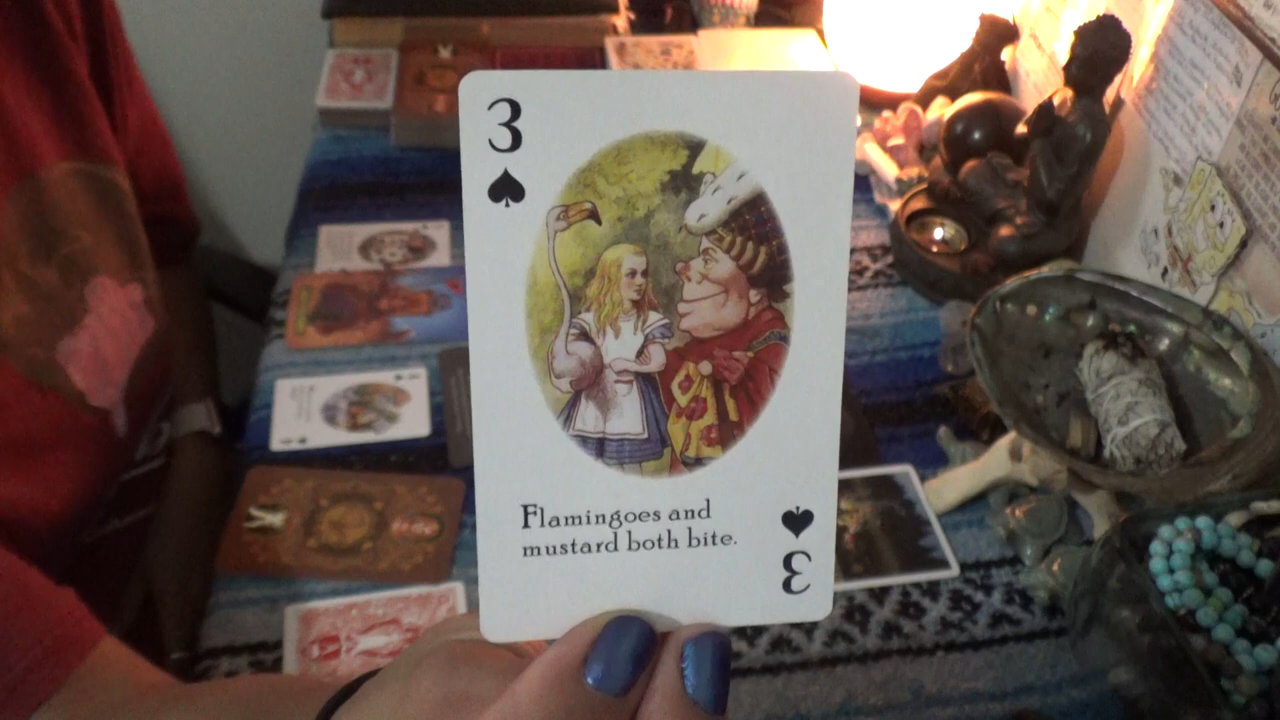 3
Flamingoes and
mustard both bite.
3